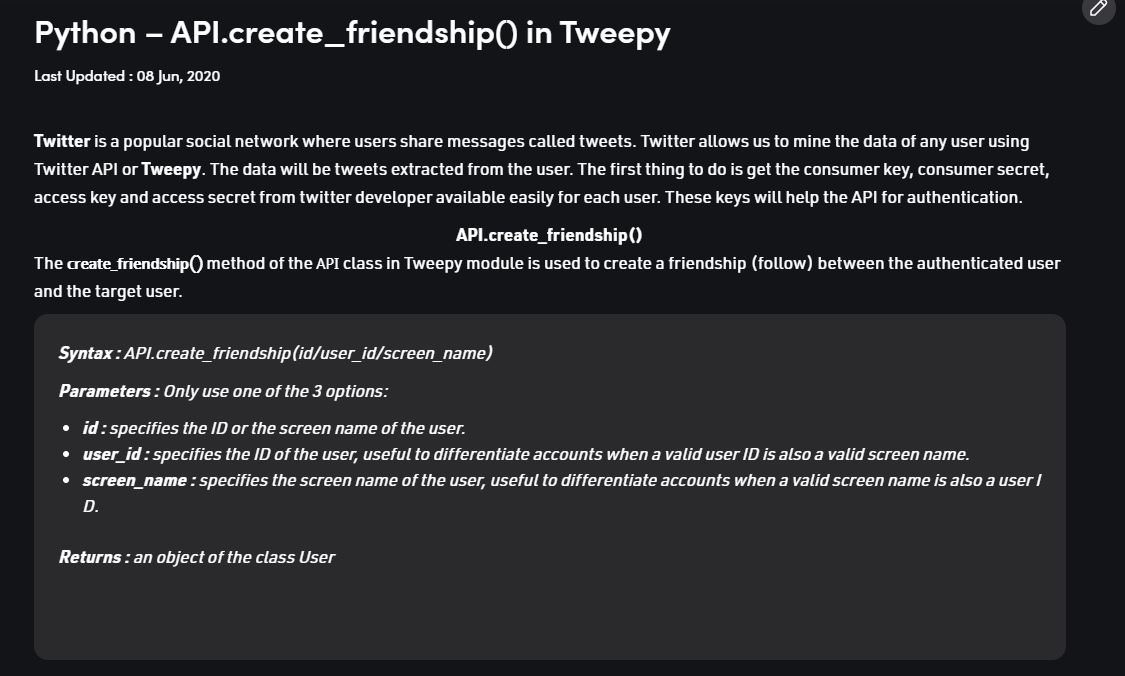 Python – API.create_friendship() in Tweepy
Last Updated : 08 Jun, 2020
Twitter is a popular social network where users share messages called tweets. Twitter allows us to mine the data of any user using
Twitter API or Tweepy. The data will be tweets extracted from the user. The first thing to do is get the consumer key, consumer secret,
access key and access secret from twitter developer available easily for each user. These keys will help the API for authentication.
API.create_friendship()
The create_friendship() method of the API class in Tweepy module is used to create a friendship (follow) between the authenticated user
and the target user.
Syntax : API.create_friendship(id/user_id/screen_name)
Parameters : Only use one of the 3 options:
• id : specifies the ID or the screen name of the user.
• user_id : specifies the ID of the user, useful to differentiate accounts when a valid user ID is also a valid screen name.
• screen_name : specifies the screen name of the user, useful to differentiate accounts when a valid screen name is also a user I
D.
Returns : an object of the class User